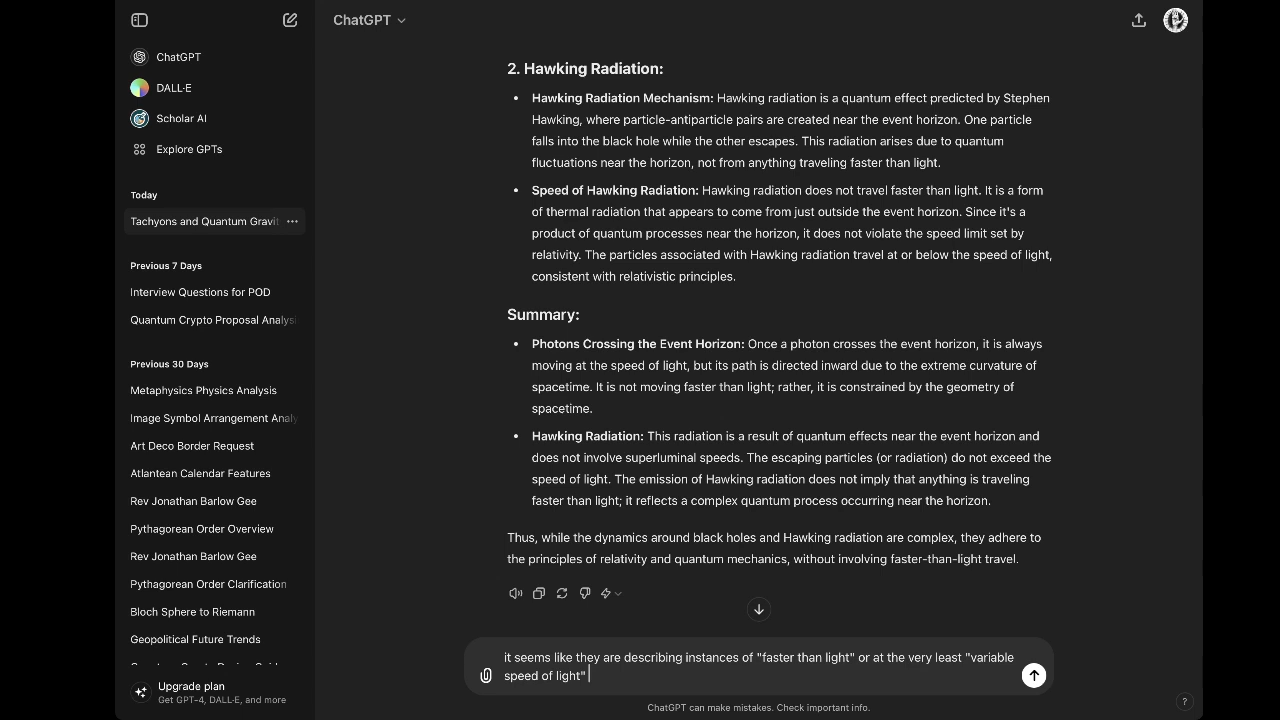 ChatGPT
DALL·E
Scholar AI
Explore GPTs
Today
Tachyons and Quantum Gravit
Previous 7 Days
Interview Questions for POD
Quantum Crypto Proposal Analysi
Previous 30 Days
Metaphysics Physics Analysis
Image Symbol Arrangement Analy
Art Deco Border Request
Atlantean Calendar Features
Rev Jonathan Barlow Gee
Pythagorean Order Overview
Rev Jonathan Barlow Gee
Pythagorean Order Clarification
Bloch Sphere to Riemann
Geopolitical Future Trends
Upgrade plan
Get GPT-4, DALL·E, and more
ChatGPT
2. Hawking Radiation:
• Hawking Radiation Mechanism: Hawking radiation is a quantum effect predicted by Stephen
Hawking, where particle-antiparticle pairs are created near the event horizon. One particle
falls into the black hole while the other escapes. This radiation arises due to quantum
fluctuations near the horizon, not from anything traveling faster than light.
• Speed of Hawking Radiation: Hawking radiation does not travel faster than light. It is a form
of thermal radiation that appears to come from just outside the event horizon. Since it's a
product of quantum processes near the horizon, it does not violate the speed limit set by
relativity. The particles associated with Hawking radiation travel at or below the speed of light,
consistent with relativistic principles.
Summary:
• Photons Crossing the Event Horizon: Once a photon crosses the event horizon, it is always
moving at the speed of light, but its path is directed inward due to the extreme curvature of
spacetime. It is not moving faster than light; rather, it is constrained by the geometry of
spacetime.
• Hawking Radiation: This radiation is a result of quantum effects near the event horizon and
does not involve superluminal speeds. The escaping particles (or radiation) do not exceed the
speed of light. The emission of Hawking radiation does not imply that anything is traveling
faster than light; it reflects a complex quantum process occurring near the horizon.
Thus, while the dynamics around black holes and Hawking radiation are complex, they adhere to
the principles of relativity and quantum mechanics, without involving faster-than-light travel.
it seems like they are describing instances of "faster than light" or at the very least "variable
speed of light"
ChatGPT can make mistakes. Check important info.
?